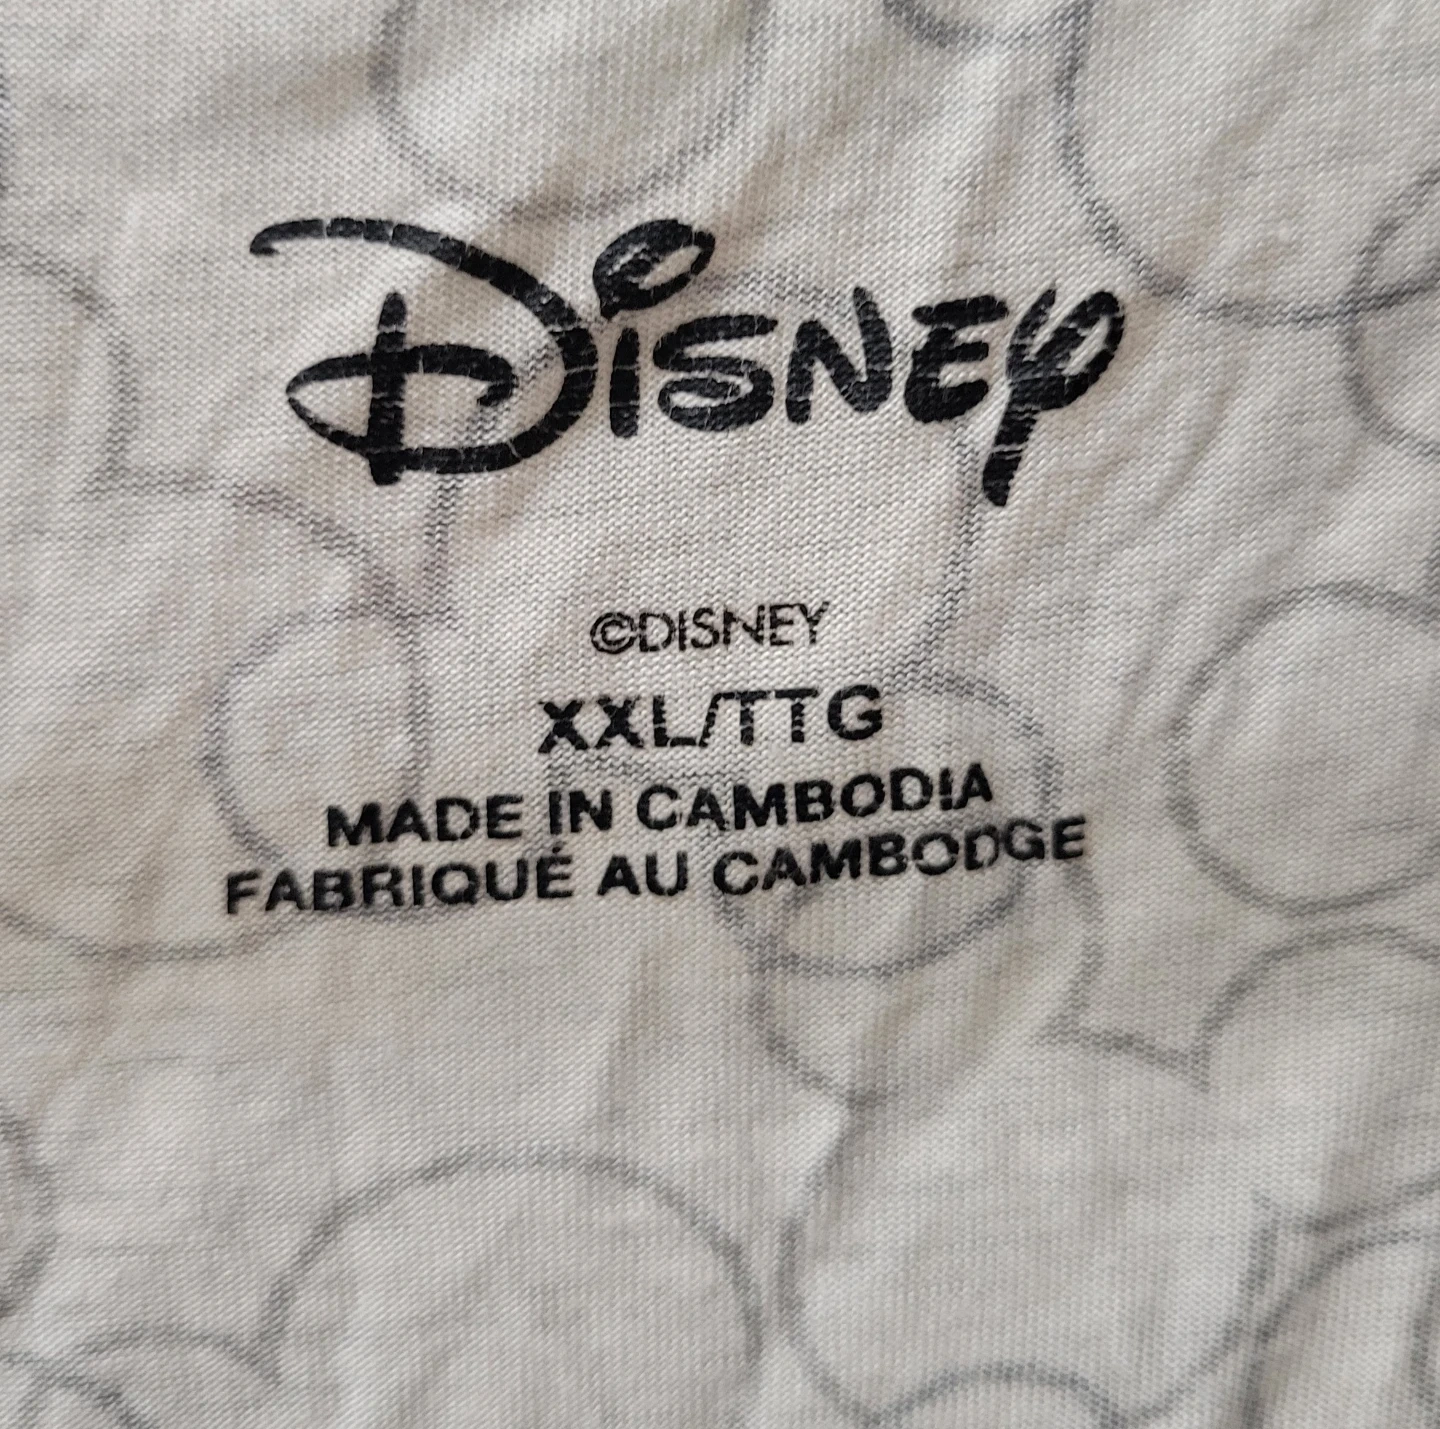 Disney
©DISNEY
XXL/TTG
MADE IN CAMBODIA
FABRIQUÉ AU CAMBODGE